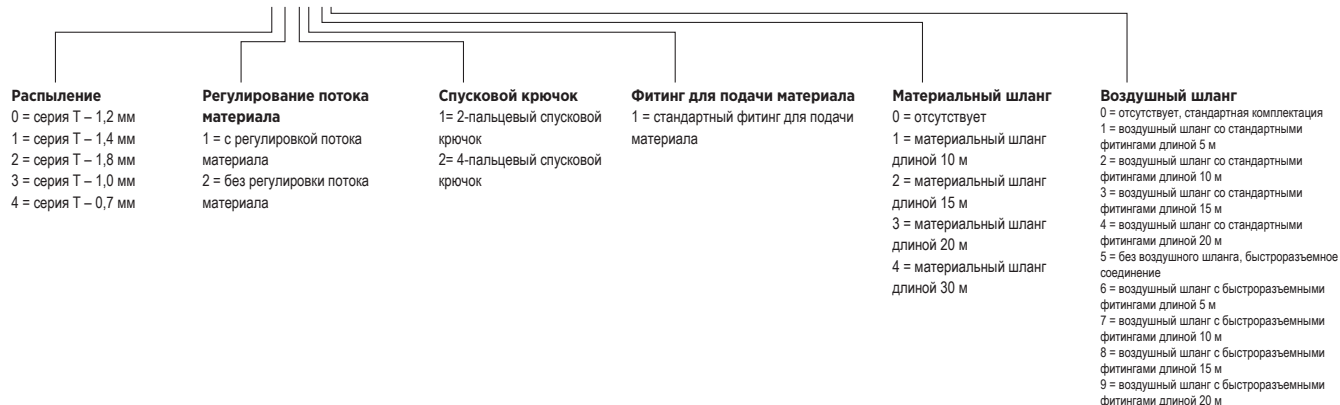 Распыление
0 = серия T – 1,2 мм
1 = серия T – 1,4 мм
2 = серия T – 1,8 мм
3 = серия T – 1,0 мм
4 = серия T – 0,7 мм
Регулирование потока
материала
1 = с регулировкой потока
материала
2 = без регулировки потока
материала
Спусковой крючок
1= 2-пальцевый спусковой
крючок
2= 4-пальцевый спусковой
крючок
Фитинг для подачи материала
1 = стандартный фитинг для подачи
материала
Материальный шланг
0 = отсутствует
1 = материальный шланг
длиной 10 м
2 = материальный шланг
длиной 15 м
3 = материальный шланг
длиной 20 м
4 = материальный шланг
длиной 30 м
Воздушный шланг
0 = отсутствует, стандартная комплектация
1 = воздушный шланг со стандартными
фитингами длиной 5 м
2 = воздушный шланг со стандартными
фитингами длиной 10 м
3 = воздушный шланг со стандартными
фитингами длиной 15 м
4 = воздушный шланг со стандартными
фитингами длиной 20 м
5 = без воздушного шланга, быстроразъемное
соединение
6 = воздушный шланг с быстроразъемными
фитингами длиной 5 м
7 = воздушный шланг с быстроразъемными
фитингами длиной 10 м
8 = воздушный шланг с быстроразъемными
фитингами длиной 15 м
9 = воздушный шланг с быстроразъемными
фитингами длиной 20 м